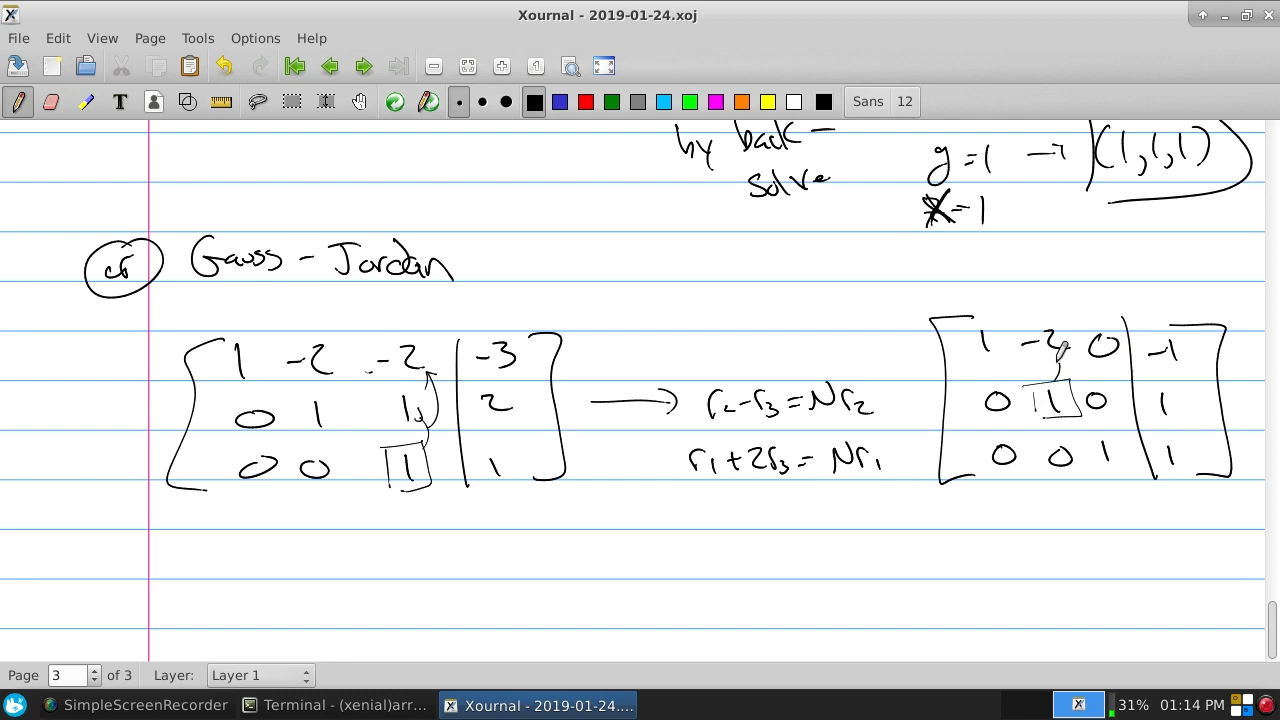 Xournal - 2019-01-24.xoj
File Edit View Page Tools Options Help
T Sans 12
by back-
solve
y = 1 → (1,1,1)
x = 1
Gauss - Jordan
1 -2 -2 | -3
0 1 1 | 2
0 0 1 | 1
r2 - r3 = Nr2
r1 + 2r3 = Nr1
1 -2 0 | -1
0 1 0 | 1
0 0 1 | 1
Page 3 of 3 Layer: Layer 1
SimpleScreenRecorder Terminal - (xenial)arr... Xournal - 2019-01-24.... 31% 01:14 PM